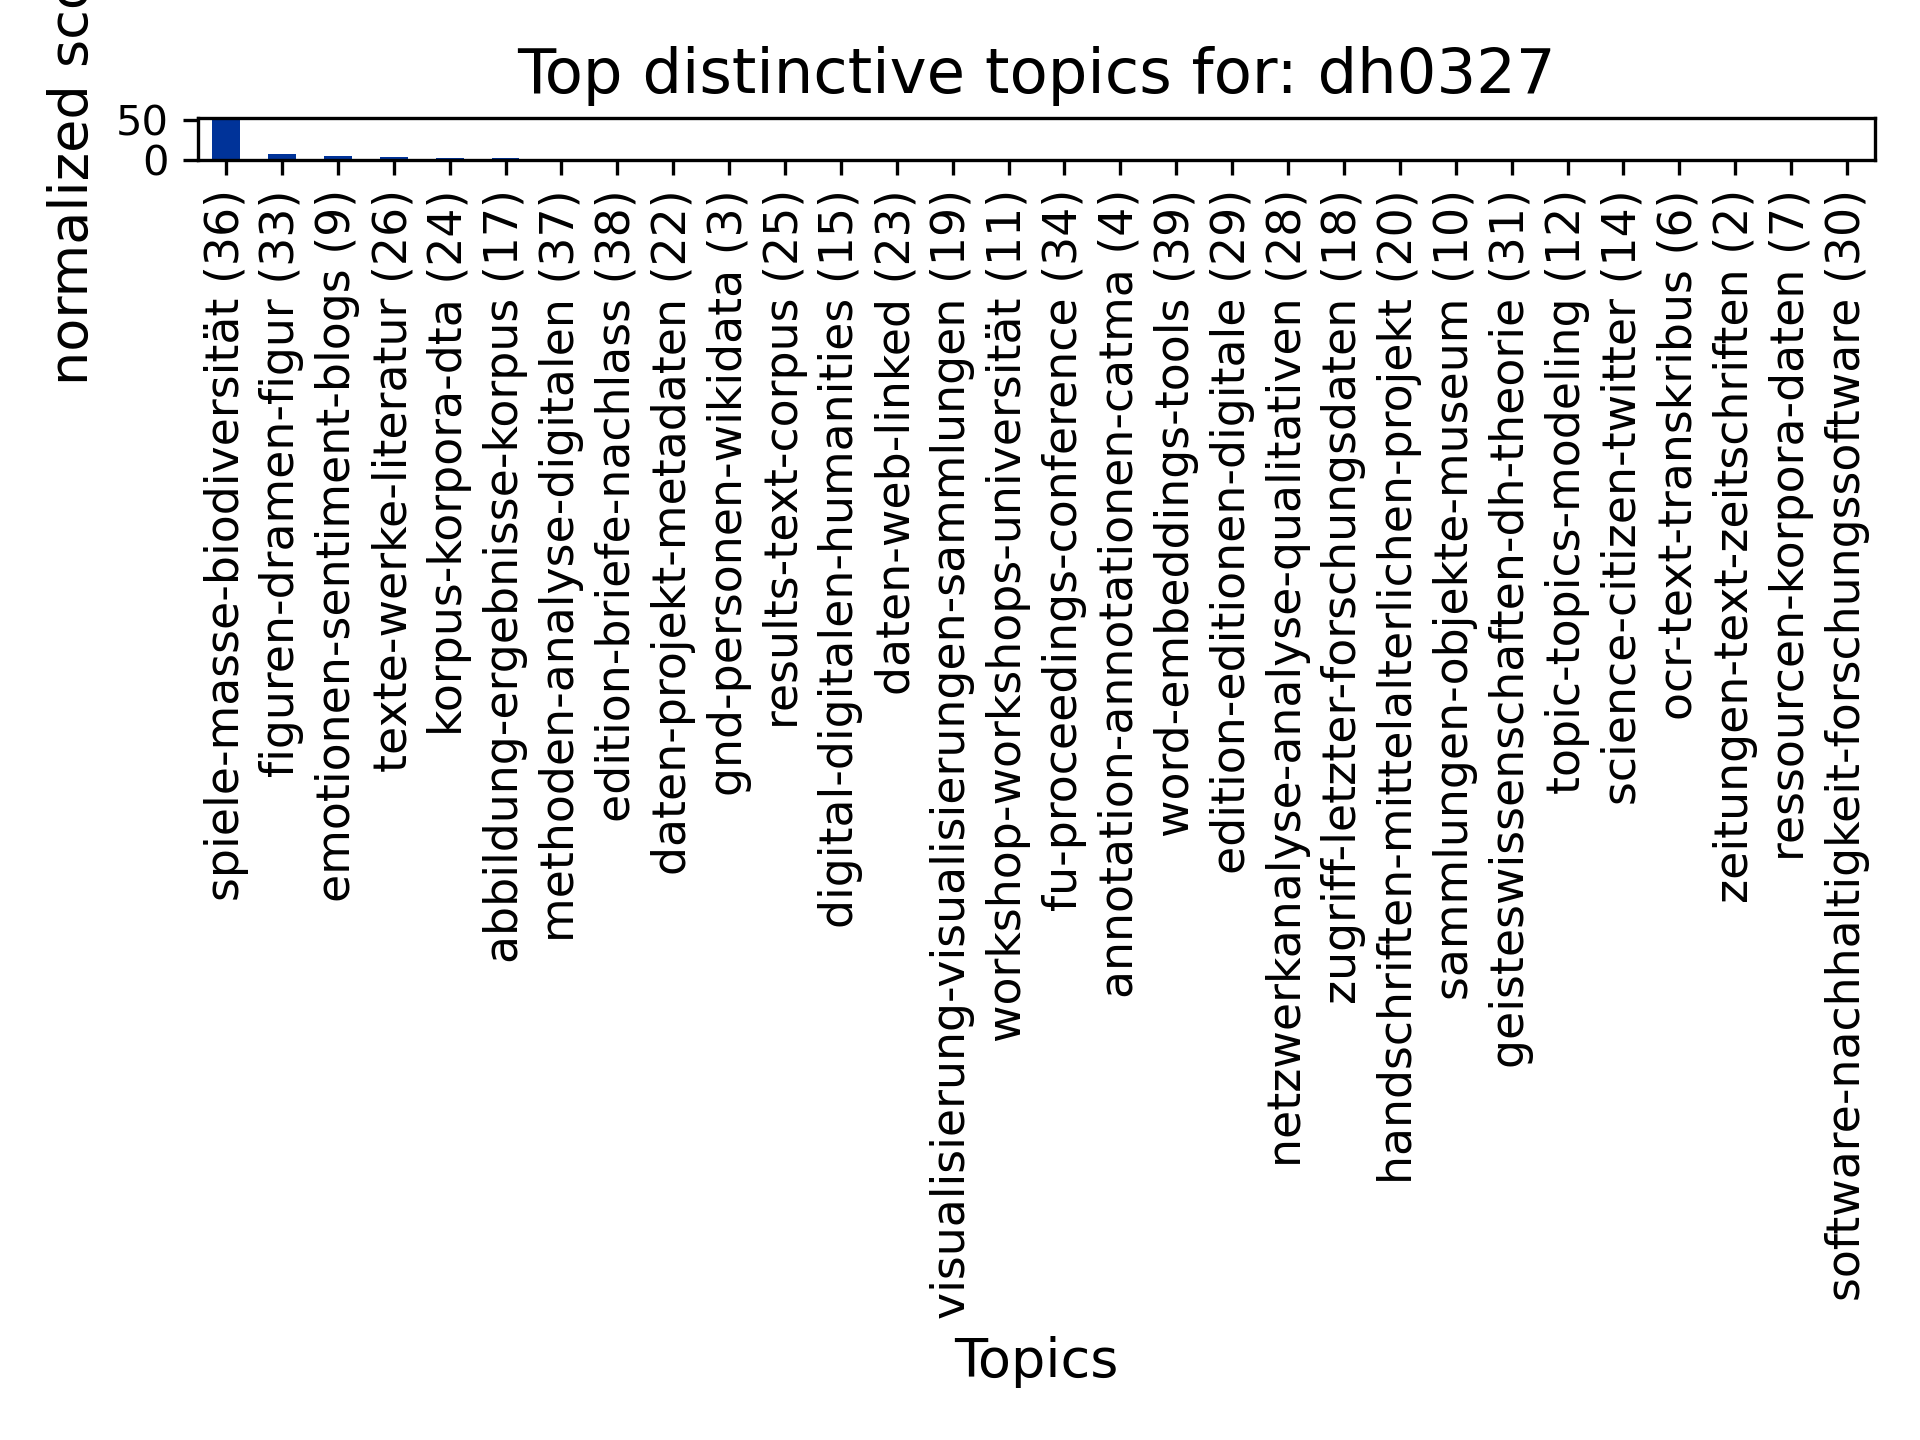 Top distinctive topics for: dh0327
normalized
50
0
spiele-masse-biodiversität (36)
figuren-dramen-figur (33)
emotionen-sentiment-blogs (9)
texte-werke-literatur (26)
korpus-korpora-dta (24)
abbildung-ergebnisse-korpus (17)
methoden-analyse-digitalen (37)
edition-briefe-nachlass (38)
daten-projekt-metadaten (22)
gnd-personen-wikidata (3)
results-text-corpus (25)
digital-digitalen-humanities (15)
daten-web-linked (23)
visualisierung-visualisierungen-sammlungen (19)
workshop-workshops-universität (11)
fu-proceedings-conference (34)
annotation-annotationen-catma (4)
word-embeddings-tools (39)
edition-editionen-digitale (29)
netzwerkanalyse-analyse-qualitativen (28)
zugriff-letzter-forschungsdaten (18)
handschriften-mittelalterlichen-projekt (20)
sammlungen-objekte-museum (10)
geisteswissenschaften-dh-theorie (31)
topic-topics-modeling (12)
science-citizen-twitter (14)
ocr-text-transkribus (6)
zeitungen-text-zeitschriften (2)
ressourcen-korpora-daten (7)
software-nachhaltigkeit-forschungssoftware (30)
Topics